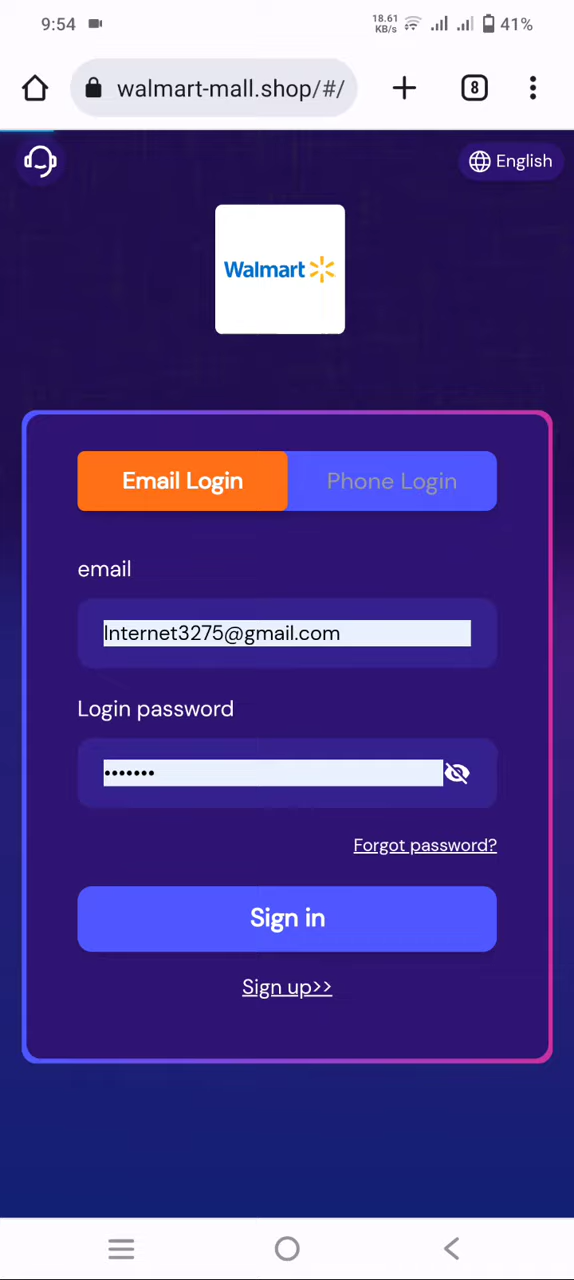 9:54 18.61 KB/s 41%
walmart-mall.shop/#/ 8
English
Walmart
Email Login Phone Login
email
Internet3275@gmail.com
Login password
•••••••
Forgot password?
Sign in
Sign up>>